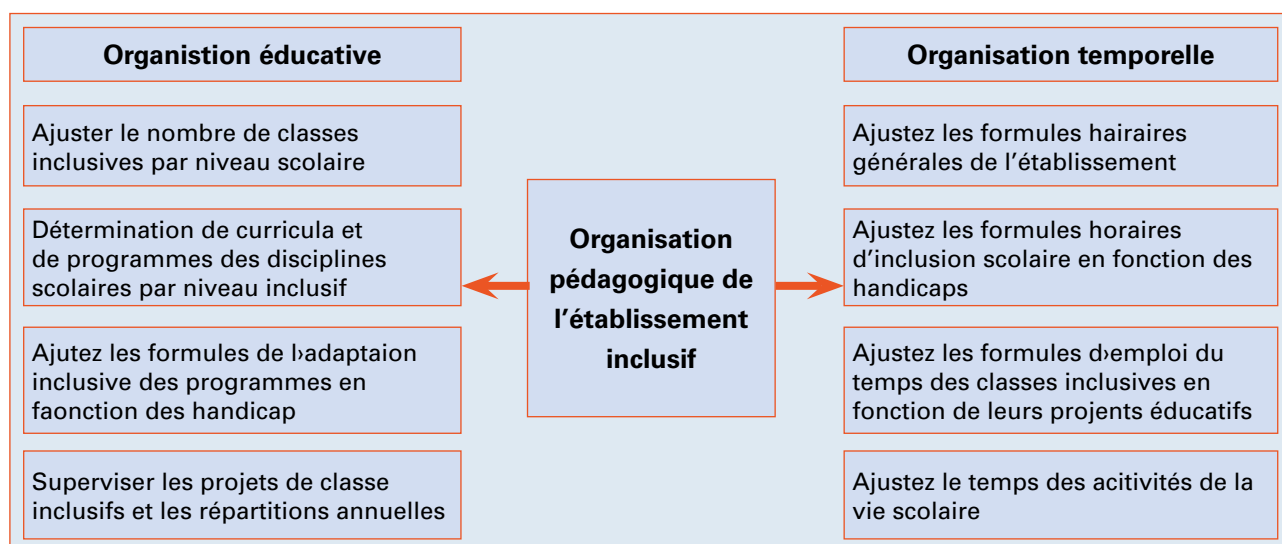 Organistion éducative
Ajuster le nombre de classes
inclusives par niveau scolaire
Détermination de curricula et
de programmes des disciplines
scolaires par niveau inclusif
Ajutez les formules de l›adaptaion
inclusive des programmes en
faonction des handicap
Superviser les projets de classe
inclusifs et les répartitions annuelles
Organisation
pédagogique de
l’établissement
inclusif
Organisation temporelle
Ajustez les formules hairaires
générales de l’établissement
Ajustez les formules horaires
d’inclusion scolaire en fonction des
handicaps
Ajustez les formules d›emploi du
temps des classes inclusives en
fonction de leurs projents éducatifs
Ajustez le temps des acitivités de la
vie scolaire